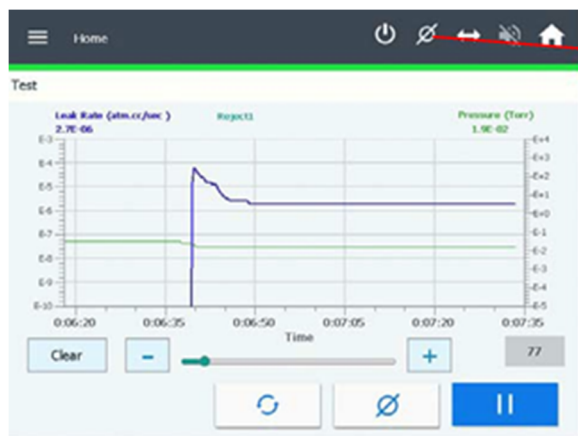 Home
Test
Leak Rate (atm.cc/sec ) Reject1 Pressure (Torr)
2.7E-06 1.9E-02
E-3 E+4
E-4 E+3
E-5 E+2
E-6 E+1
E-7 E+0
E-8 E-1
E-9 E-2
E-10 E-3
E-4
E-5
0:06:20 0:06:35 0:06:50 0:07:05 0:07:20 0:07:35
Time
Clear - + 77